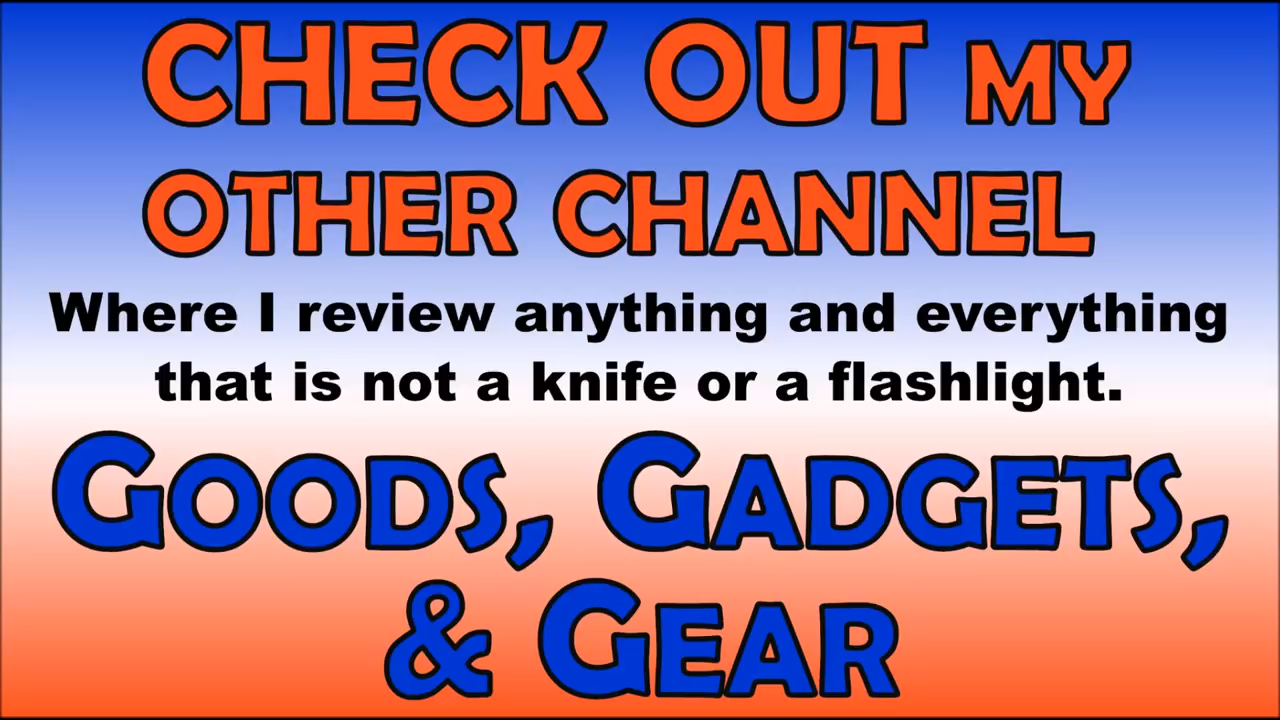 CHECK OUT MY
OTHER CHANNEL
Where I review anything and everything
that is not a knife or a flashlight.
GOODS, GADGETS,
& GEAR